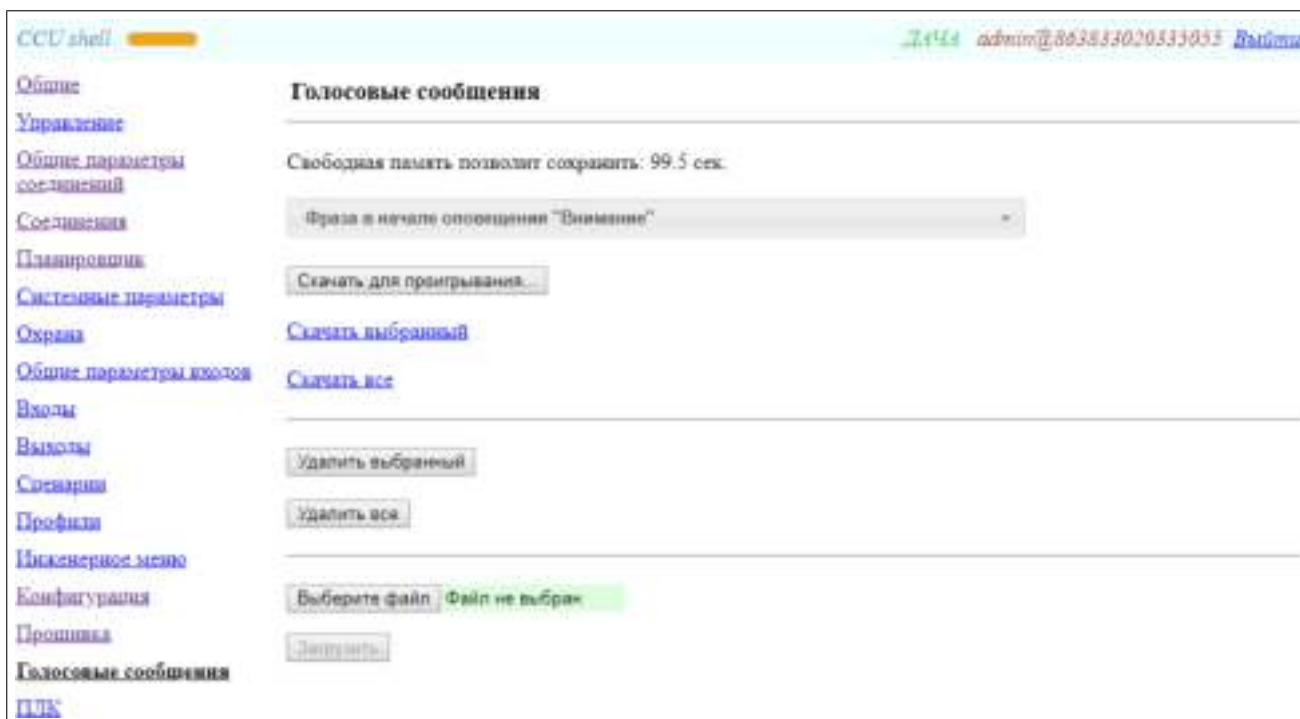 CCU shell
ДАЧА admin@863833020333033 Выйти
Общие
Управление
Общие параметры
соединений
Соединения
Планировщик
Системные параметры
Охрана
Общие параметры входов
Входы
Выходы
Сценарии
Профили
Инженерное меню
Конфигурация
Прошивка
Голосовые сообщения
ПЛК
Голосовые сообщения
Свободная память позволит сохранить: 99.5 сек.
Фраза в начале оповещения "Внимание"
Скачать для проигрывания...
Скачать выбранный
Скачать все
Удалить выбранный
Удалить все
Выберите файл Файл не выбран
Загрузить